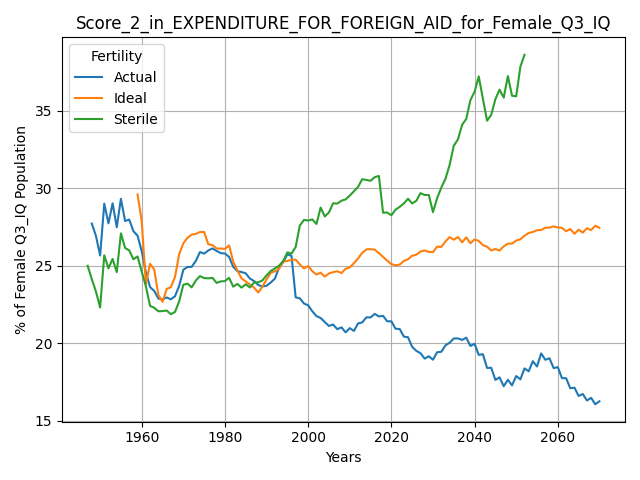 Score_2_in_EXPENDITURE_FOR_FOREIGN_AID_for_Female_Q3_IQ
Fertility
Actual
Ideal
Sterile
% of Female Q3_IQ Population
35
30
25
20
15
1960 1980 2000 2020 2040 2060
Years